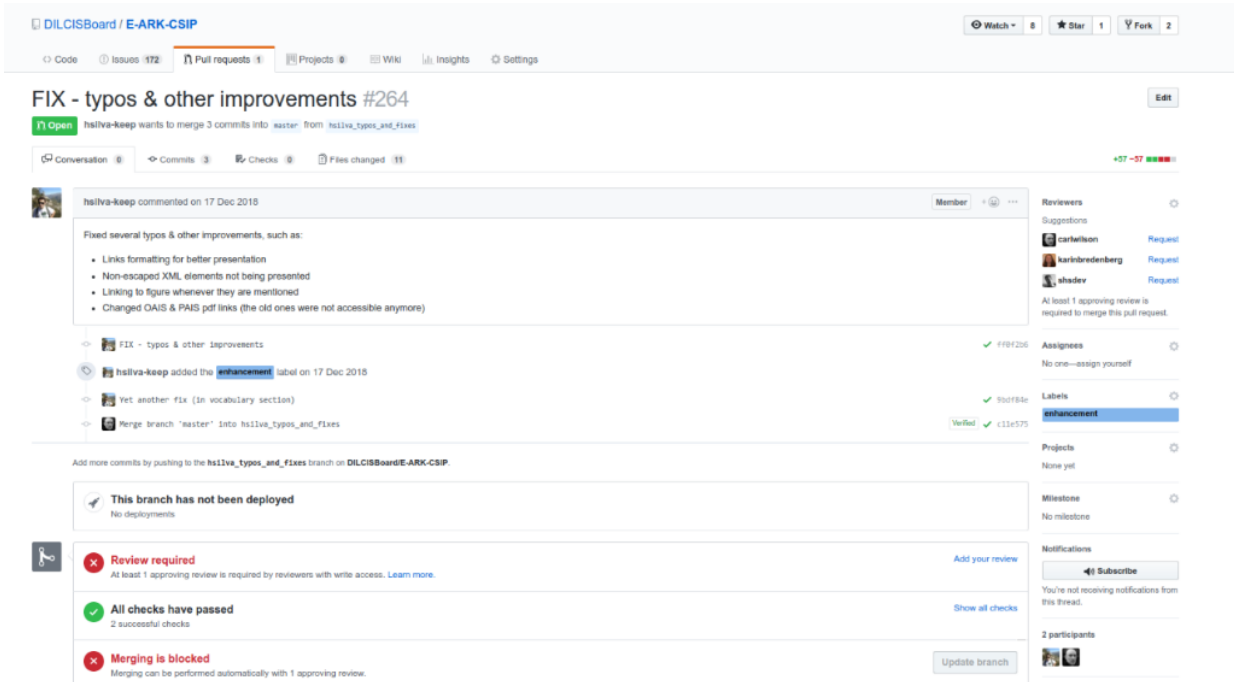 DILCISBoard / E-ARK-CSIP
Watch 8 Star 1 Fork 2
Code Issues 172 Pull requests 1 Projects 0 Wiki Insights Settings
FIX - typos & other improvements #264
Edit
Open hsilva-keep wants to merge 3 commits into master from hsilva_typos_and_fixes
Conversation 0 Commits 3 Checks 0 Files changed 11 +57 −57
hsilva-keep commented on 17 Dec 2018 Member + ...
Fixed several typos & other improvements, such as:
• Links formatting for better presentation
• Non-escaped XML elements not being presented
• Linking to figure whenever they are mentioned
• Changed OAIS & PAIS pdf links (the old ones were not accessible anymore)
FIX - typos & other improvements ff0f2b6
hsilva-keep added the enhancement label on 17 Dec 2018
Yet another fix (in vocabulary section) 9bdf84e
Merge branch 'master' into hsilva_typos_and_fixes Verified c11e575
Add more commits by pushing to the hsilva_typos_and_fixes branch on DILCISBoard/E-ARK-CSIP.
This branch has not been deployed
No deployments
Review required
At least 1 approving review is required by reviewers with write access. Learn more.
Add your review
All checks have passed
2 successful checks
Show all checks
Merging is blocked
Merging can be performed automatically with 1 approving review.
Update branch
Reviewers
Suggestions
carlwilson Request
karinbredenberg Request
shsdev Request
At least 1 approving review is
required to merge this pull request.
Assignees
No one—assign yourself
Labels
enhancement
Projects
None yet
Milestone
No milestone
Notifications
Subscribe
You're not receiving notifications from
this thread.
2 participants